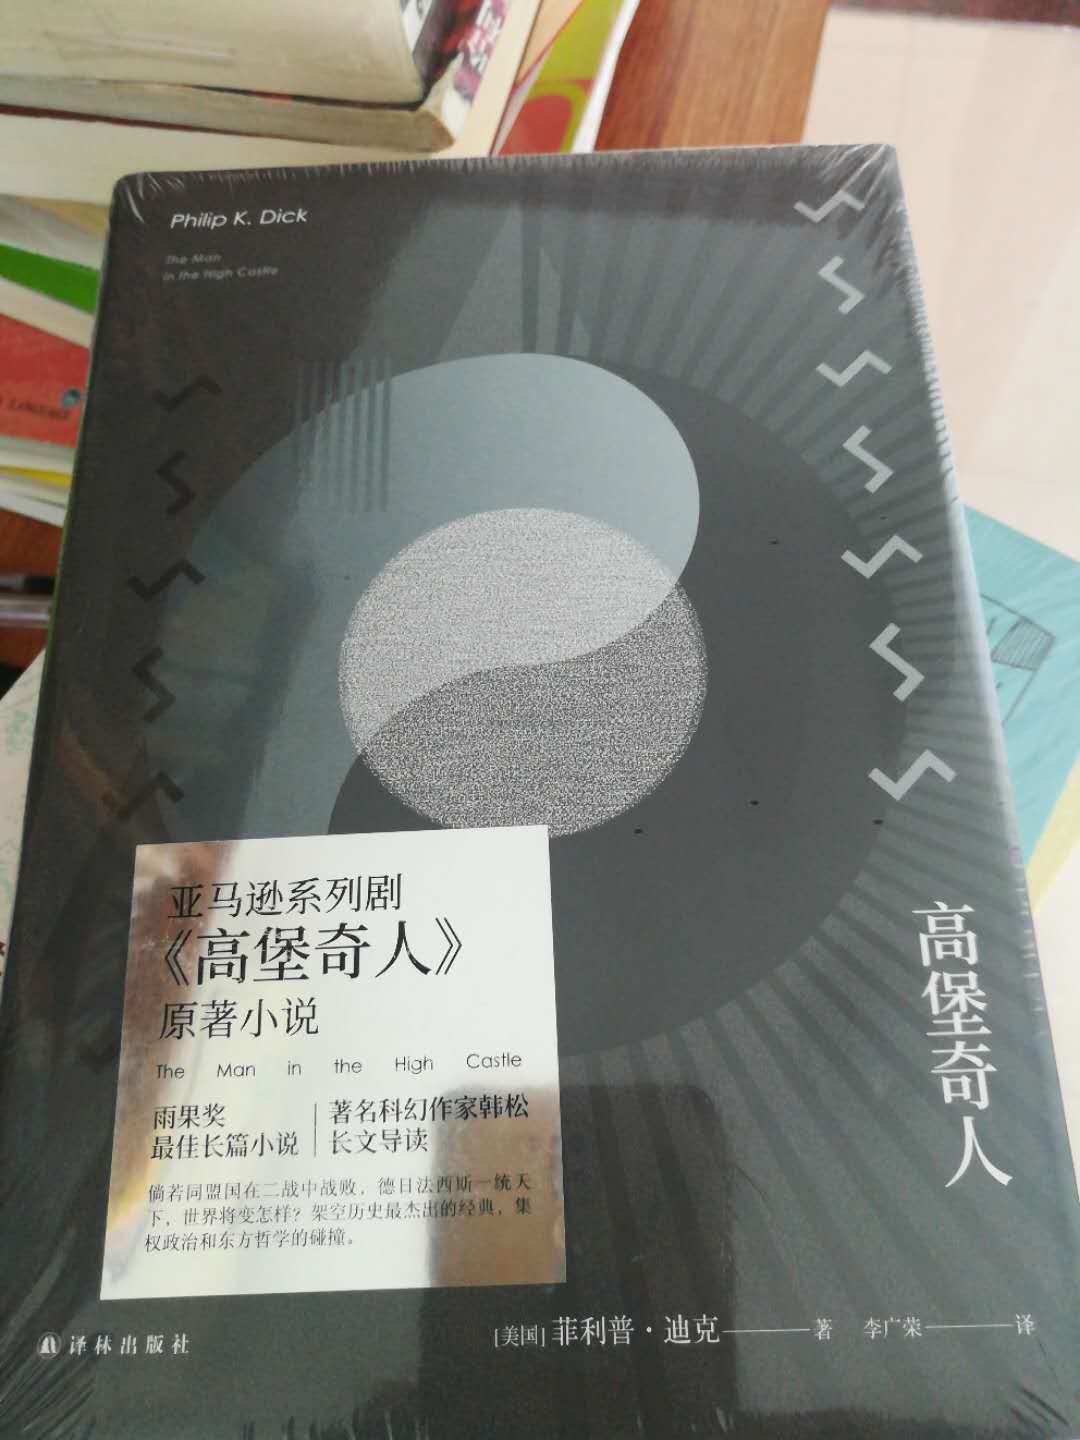 Philip K. Dick
The Man
in the High Castle
亚马逊系列剧
《高堡奇人》
原著小说
The Man in the High Castle
雨果奖
最佳长篇小说
著名科幻作家韩松
长文导读
倘若同盟国在二战中战败，德日法西斯一统天
下，世界将变怎样？架空历史最杰出的经典，集
权政治和东方哲学的碰撞。
高堡奇人
译林出版社
[美国] 菲利普·迪克——著 李广荣——译